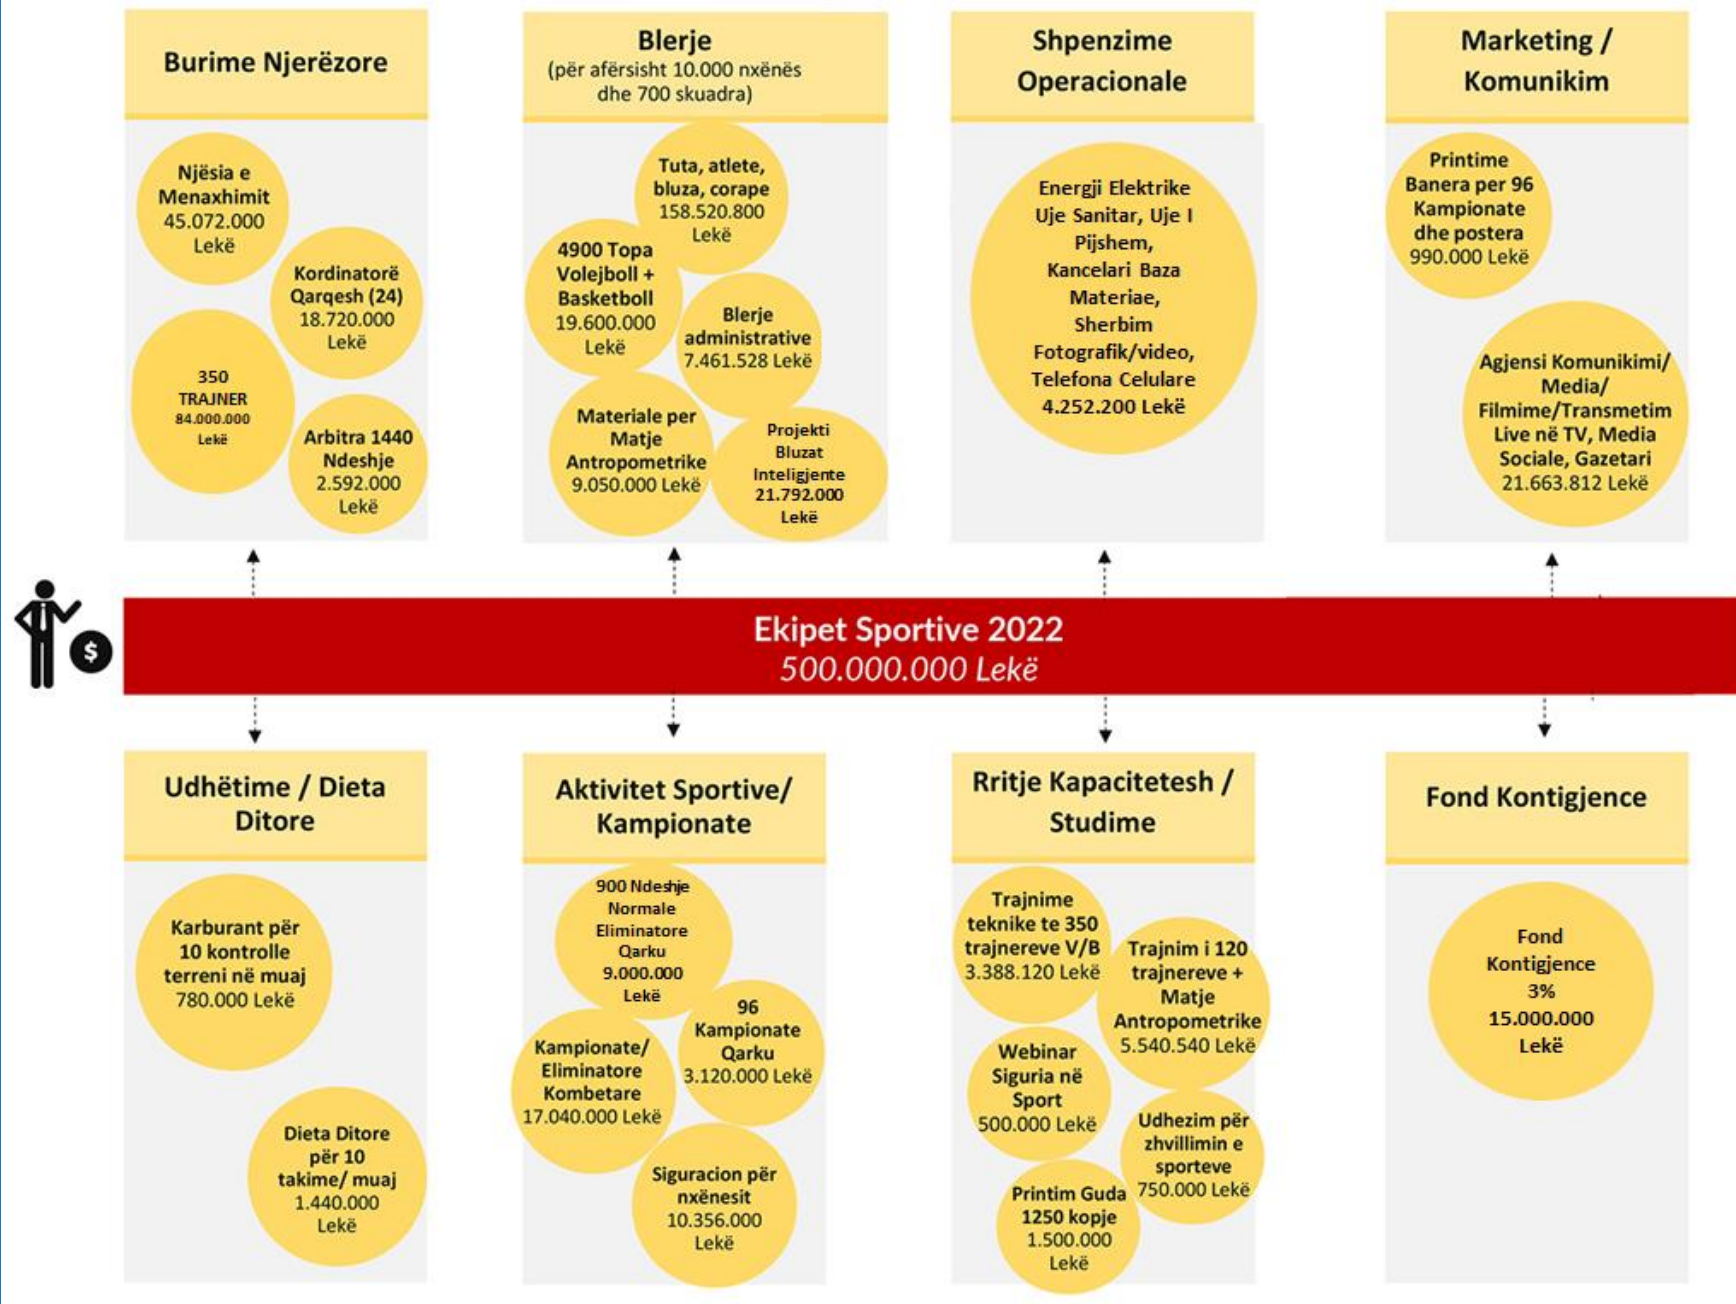 Burime Njerëzore
Njësia e
Menaxhimit
45.072.000
Lekë
Kordinatorë
Qarqesh (24)
18.720.000
Lekë
350
TRAJNER
84.000.000
Lekë
Arbitra 1440
Ndeshje
2.592.000
Lekë
Blerje
(për afërsisht 10.000 nxënës
dhe 700 skuadra)
Tuta, atlete,
bluza, corape
158.520.800
Lekë
4900 Topa
Volejboll +
Basketboll
19.600.000
Lekë
Blerje
administrative
7.461.528 Lekë
Materiale per
Matje
Antropometrike
9.050.000 Lekë
Projekti
Bluzat
Inteligjente
21.792.000
Lekë
Shpenzime
Operacionale
Energji Elektrike
Uje Sanitar, Uje I
Pijshem,
Kancelari Baza
Materiae,
Sherbim
Fotografik/video,
Telefona Celulare
4.252.200 Lekë
Marketing /
Komunikim
Printime
Banera per 96
Kampionate
dhe postera
990.000 Lekë
Agjensi Komunikimi/
Media/
Filmime/Transmetim
Live në TV, Media
Sociale, Gazetari
21.663.812 Lekë
$
Ekipet Sportive 2022
500.000.000 Lekë
Udhëtime / Dieta
Ditore
Karburant për
10 kontrolle
terreni në muaj
780.000 Lekë
Dieta Ditore
për 10
takime/ muaj
1.440.000
Lekë
Aktivitet Sportive/
Kampionate
900 Ndeshje
Normale
Eliminatore
Qarku
9.000.000
Lekë
96
Kampionate
Qarku
3.120.000 Lekë
Kampionate/
Eliminatore
Kombetare
17.040.000 Lekë
Siguracion për
nxënesit
10.356.000
Lekë
Rritje Kapacitetesh /
Studime
Trajnime
teknike te 350
trajnereve V/B
3.388.120 Lekë
Trajnim i 120
trajnereve +
Matje
Antropometrike
5.540.540 Lekë
Webinar
Siguria në
Sport
500.000 Lekë
Udhezim për
zhvillimin e
sporteve
750.000 Lekë
Printim Guda
1250 kopje
1.500.000
Lekë
Fond Kontigjence
Fond
Kontigjence
3%
15.000.000
Lekë